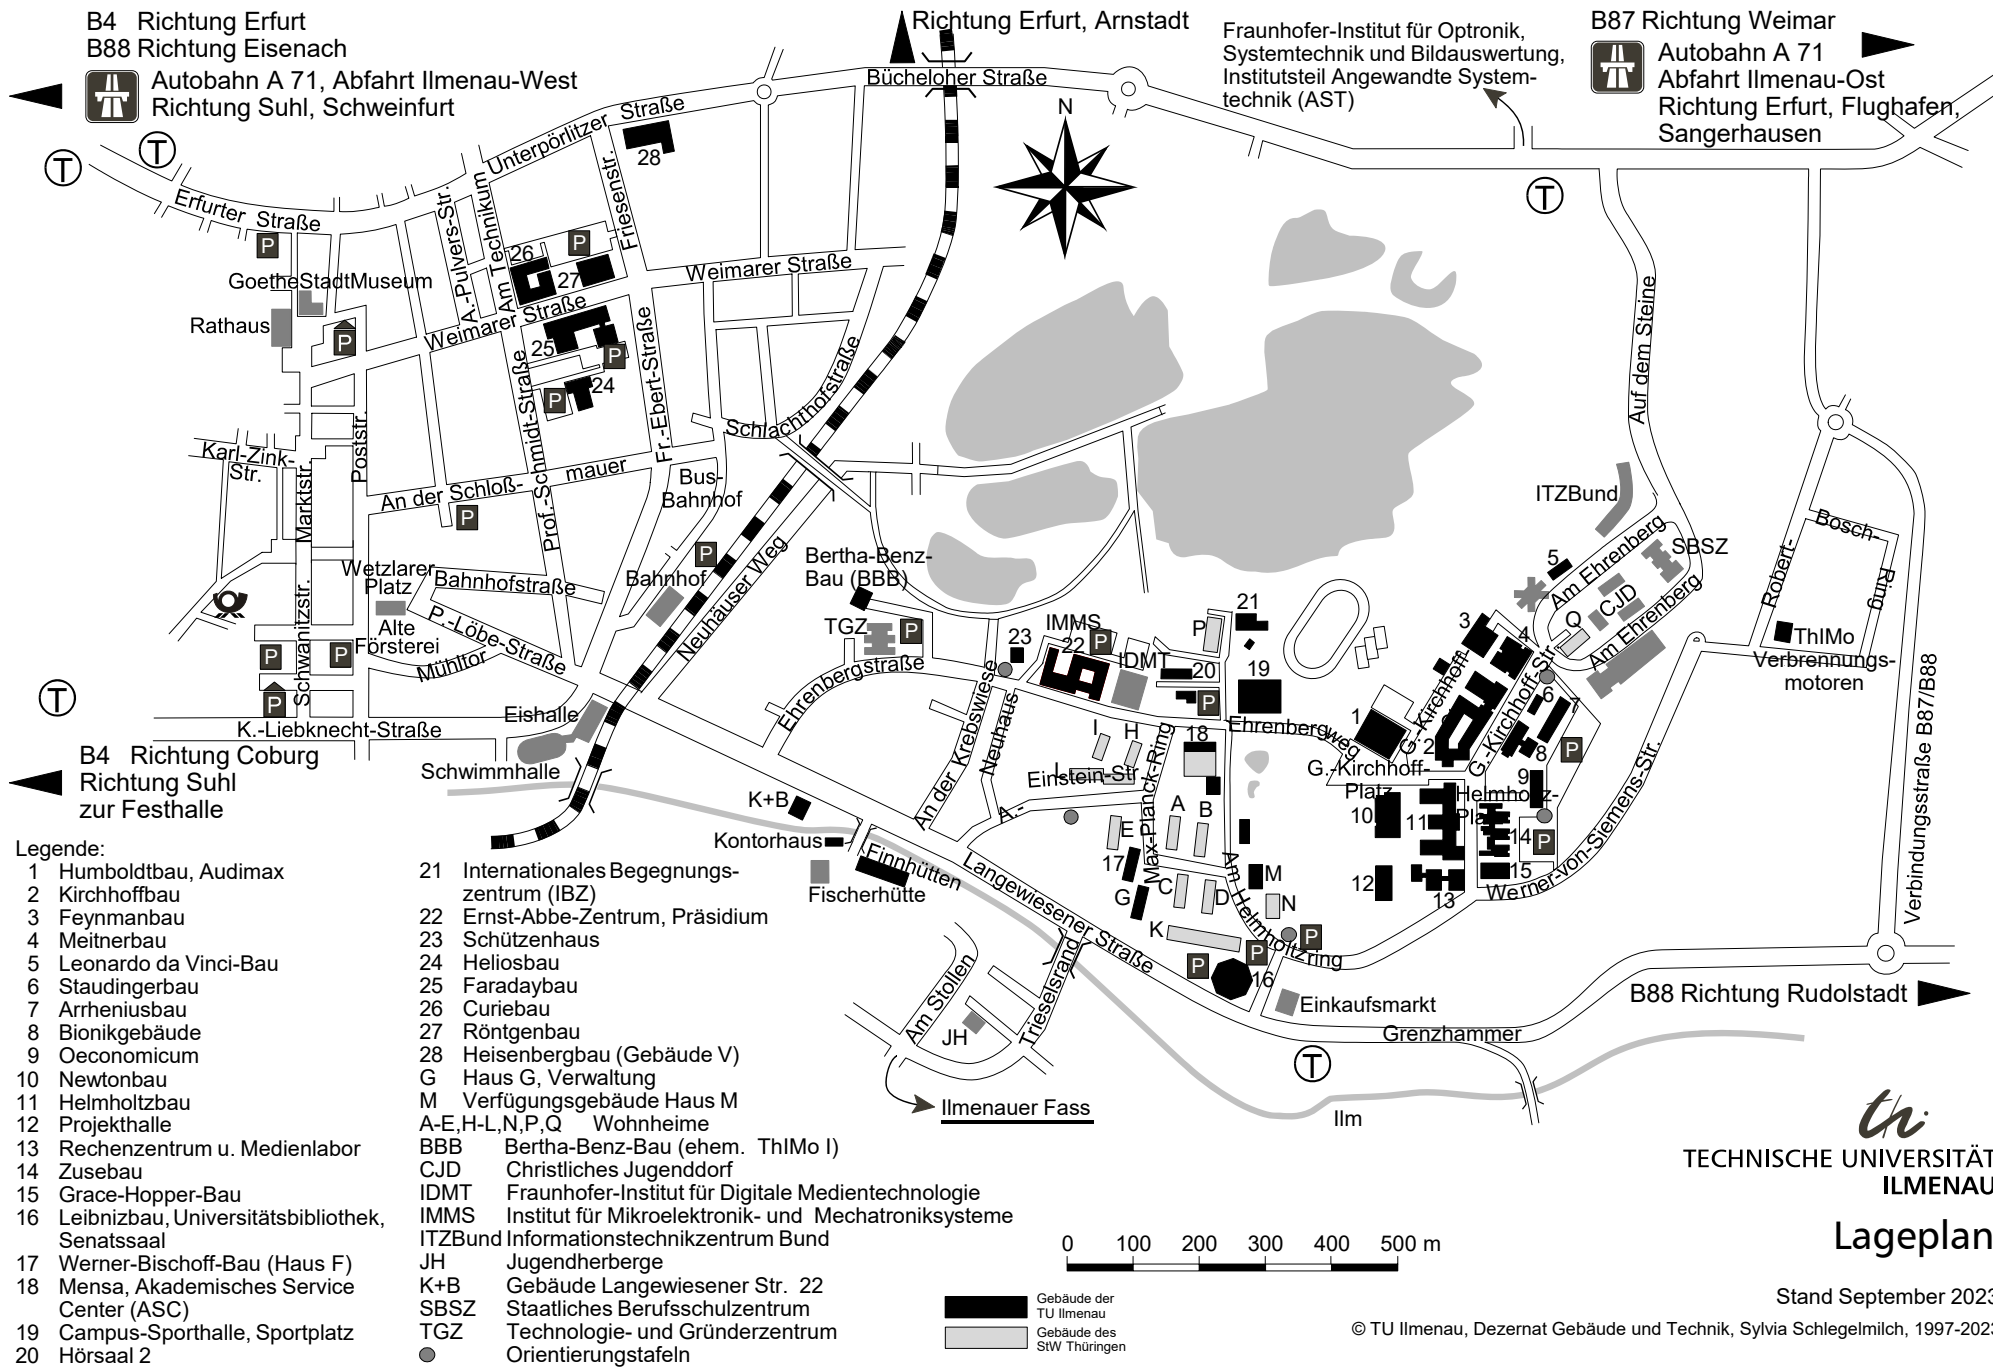 B4 Richtung Erfurt
B88 Richtung Eisenach
Autobahn A 71, Abfahrt Ilmenau-West
Richtung Suhl, Schweinfurt
Richtung Erfurt, Arnstadt
Fraunhofer-Institut für Optronik,
Systemtechnik und Bildauswertung,
Institutsteil Angewandte System-
technik (AST)
B87 Richtung Weimar
Autobahn A 71
Abfahrt Ilmenau-Ost
Richtung Erfurt, Flughafen,
Sangerhausen
N
T
T
T
T
T
Bücheloher Straße
Unterpörlitzer Straße
28
Erfurter Straße
P
A.-Pulvers-Str.
Am Technikum
Friesenstr.
26
P
27
GoetheStadtMuseum
Rathaus
P
Weimarer Straße
Weimarer Straße
25
P
24
P
Prof.-Schmidt-Straße
Fr.-Ebert-Straße
Schlachthofstraße
Auf dem Steine
Karl-Zink-
Str.
Marktstr.
Poststr.
An der Schloß-
mauer
P
Bus-
Bahnhof
P
Neuhäuser Weg
Bahnhof
Wetzlarer
Platz
Bahnhofstraße
P.-Löbe-Straße
Alte
Försterei
Mühltor
Schwanitzstr.
P
P
P
K.-Liebknecht-Straße
Eishalle
Schwimmhalle
B4 Richtung Coburg
Richtung Suhl
zur Festhalle
Bertha-Benz-
Bau (BBB)
TGZ
P
Ehrenbergstraße
23
IMMS
22
P
IDMT
P
20
P
21
19
An der Krebswiese
Neuhaus
I
H
L
A.-
Einstein-Str.
Max-Planck-Ring
18
Ehrenbergweg
A
B
E
17
G
C
D
K
M
N
Am Helmholtzring
P
P
P
16
Einkaufsmarkt
K+B
Kontorhaus
Finnhütten
Fischerhütte
Langewiesener Straße
Am Stollen
JH
Trieselsrand
Ilmenauer Fass
Ilm
Grenzhammer
B88 Richtung Rudolstadt
ITZBund
5
Am Ehrenberg
SBSZ
Q
CJD
Am Ehrenberg
3
4
G.-Kirchhoff-
G.-Kirchhoff-Str.
6
7
8
P
1
2
G.-Kirchhoff-
Platz
9
Helmholtz-
Platz
10
11
14
P
15
12
13
Werner-von-Siemens-Str.
Robert-
Bosch-
Ring
ThIMo
Verbrennungs-
motoren
Verbindungsstraße B87/B88
Legende:
1 Humboldtbau, Audimax
2 Kirchhoffbau
3 Feynmanbau
4 Meitnerbau
5 Leonardo da Vinci-Bau
6 Staudingerbau
7 Arrheniusbau
8 Bionikgebäude
9 Oeconomicum
10 Newtonbau
11 Helmholtzbau
12 Projekthalle
13 Rechenzentrum u. Medienlabor
14 Zusebau
15 Grace-Hopper-Bau
16 Leibnizbau, Universitätsbibliothek,
Senatssaal
17 Werner-Bischoff-Bau (Haus F)
18 Mensa, Akademisches Service
Center (ASC)
19 Campus-Sporthalle, Sportplatz
20 Hörsaal 2
21 Internationales Begegnungs-
zentrum (IBZ)
22 Ernst-Abbe-Zentrum, Präsidium
23 Schützenhaus
24 Heliosbau
25 Faradaybau
26 Curiebau
27 Röntgenbau
28 Heisenbergbau (Gebäude V)
G Haus G, Verwaltung
M Verfügungsgebäude Haus M
A-E,H-L,N,P,Q Wohnheime
BBB Bertha-Benz-Bau (ehem. ThIMo I)
CJD Christliches Jugenddorf
IDMT Fraunhofer-Institut für Digitale Medientechnologie
IMMS Institut für Mikroelektronik- und Mechatroniksysteme
ITZBund Informationstechnikzentrum Bund
JH Jugendherberge
K+B Gebäude Langewiesener Str. 22
SBSZ Staatliches Berufsschulzentrum
TGZ Technologie- und Gründerzentrum
Orientierungstafeln
0 100 200 300 400 500 m
Gebäude der
TU Ilmenau
Gebäude des
StW Thüringen
th
TECHNISCHE UNIVERSITÄT
ILMENAU
Lageplan
Stand September 2023
© TU Ilmenau, Dezernat Gebäude und Technik, Sylvia Schlegelmilch, 1997-2023